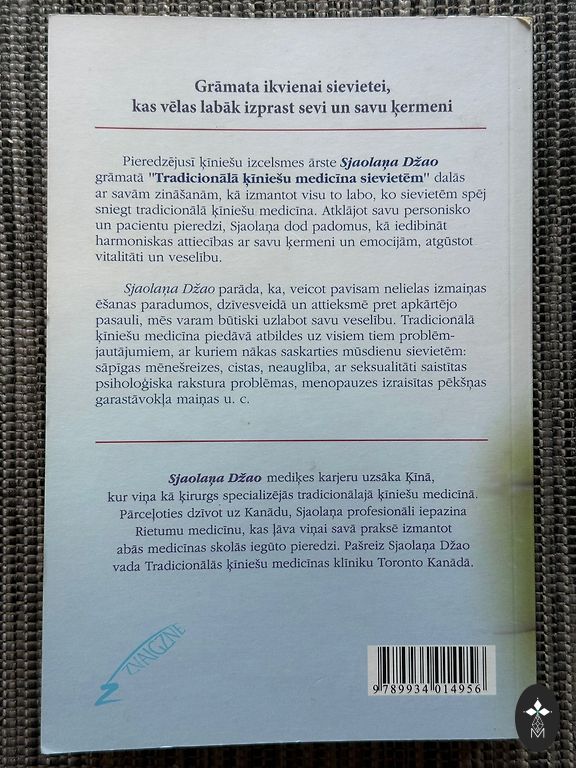 Grāmata ikvienai sievietei,
kas vēlas labāk izprast sevi un savu ķermeni
Pieredzējusī ķīniešu izcelsmes ārste Sjaolaņa Džao
grāmatā "Tradicionālā ķīniešu medicīna sievietēm" dalās
ar savām zināšanām, kā izmantot visu to labo, ko sievietēm spēj
sniegt tradicionālā ķīniešu medicīna. Atklājot savu personisko
un pacientu pieredzi, Sjaolaņa dod padomus, kā iedibināt
harmoniskas attiecības ar savu ķermeni un emocijām, atgūstot
vitalitāti un veselību.
Sjaolaņa Džao parāda, ka, veicot pavisam nelielas izmaiņas
ēšanas paradumos, dzīvesveidā un attieksmē pret apkārtējo
pasauli, mēs varam būtiski uzlabot savu veselību. Tradicionālā
ķīniešu medicīna piedāvā atbildes uz visiem tiem problēm-
jautājumiem, ar kuriem nākas saskarties mūsdienu sievietēm:
sāpīgas mēnešreizes, cistas, neauglība, ar seksualitāti saistītas
psiholoģiska rakstura problēmas, menopauzes izraisītas pēkšņas
garastāvokļa maiņas u. c.
Sjaolaņa Džao mediķes karjeru uzsāka Ķīnā,
kur viņa kā ķirurgs specializējās tradicionālajā ķīniešu medicīnā.
Pārceļoties dzīvot uz Kanādu, Sjaolaņa profesionāli iepazina
Rietumu medicīnu, kas ļāva viņai savā praksē izmantot
abās medicīnas skolās iegūto pieredzi. Pašreiz Sjaolaņa Džao
vada Tradicionālās ķīniešu medicīnas klīniku Toronto Kanādā.
ZVAIGZNE
9 789934 014956
M